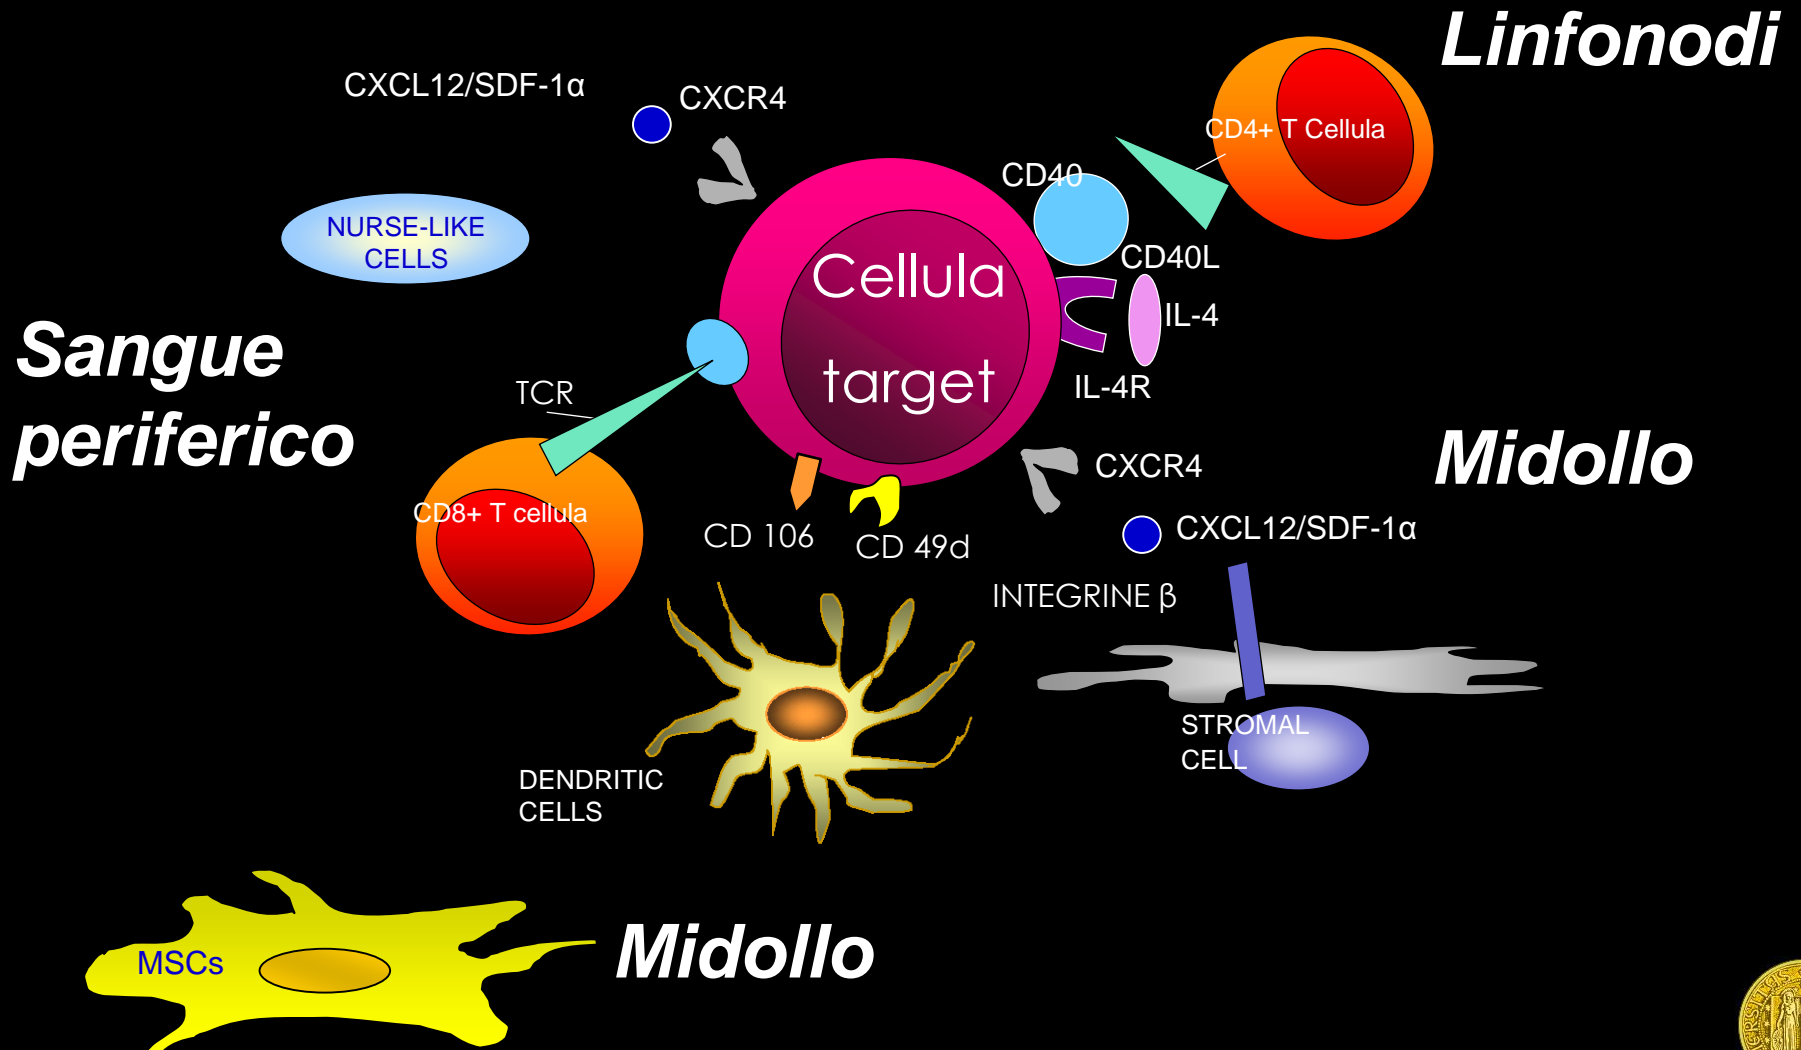 Linfonodi
CXCL12/SDF-1α
CXCR4
CD4+ T Cellula
CD40
NURSE-LIKE
CELLS
CD40L
Cellula
target
IL-4
IL-4R
Sangue
periferico
TCR
CD8+ T cellula
CXCR4
Midollo
CD 106
CD 49d
CXCL12/SDF-1α
INTEGRINE β
STROMAL
CELL
DENDRITIC
CELLS
MSCs
Midollo